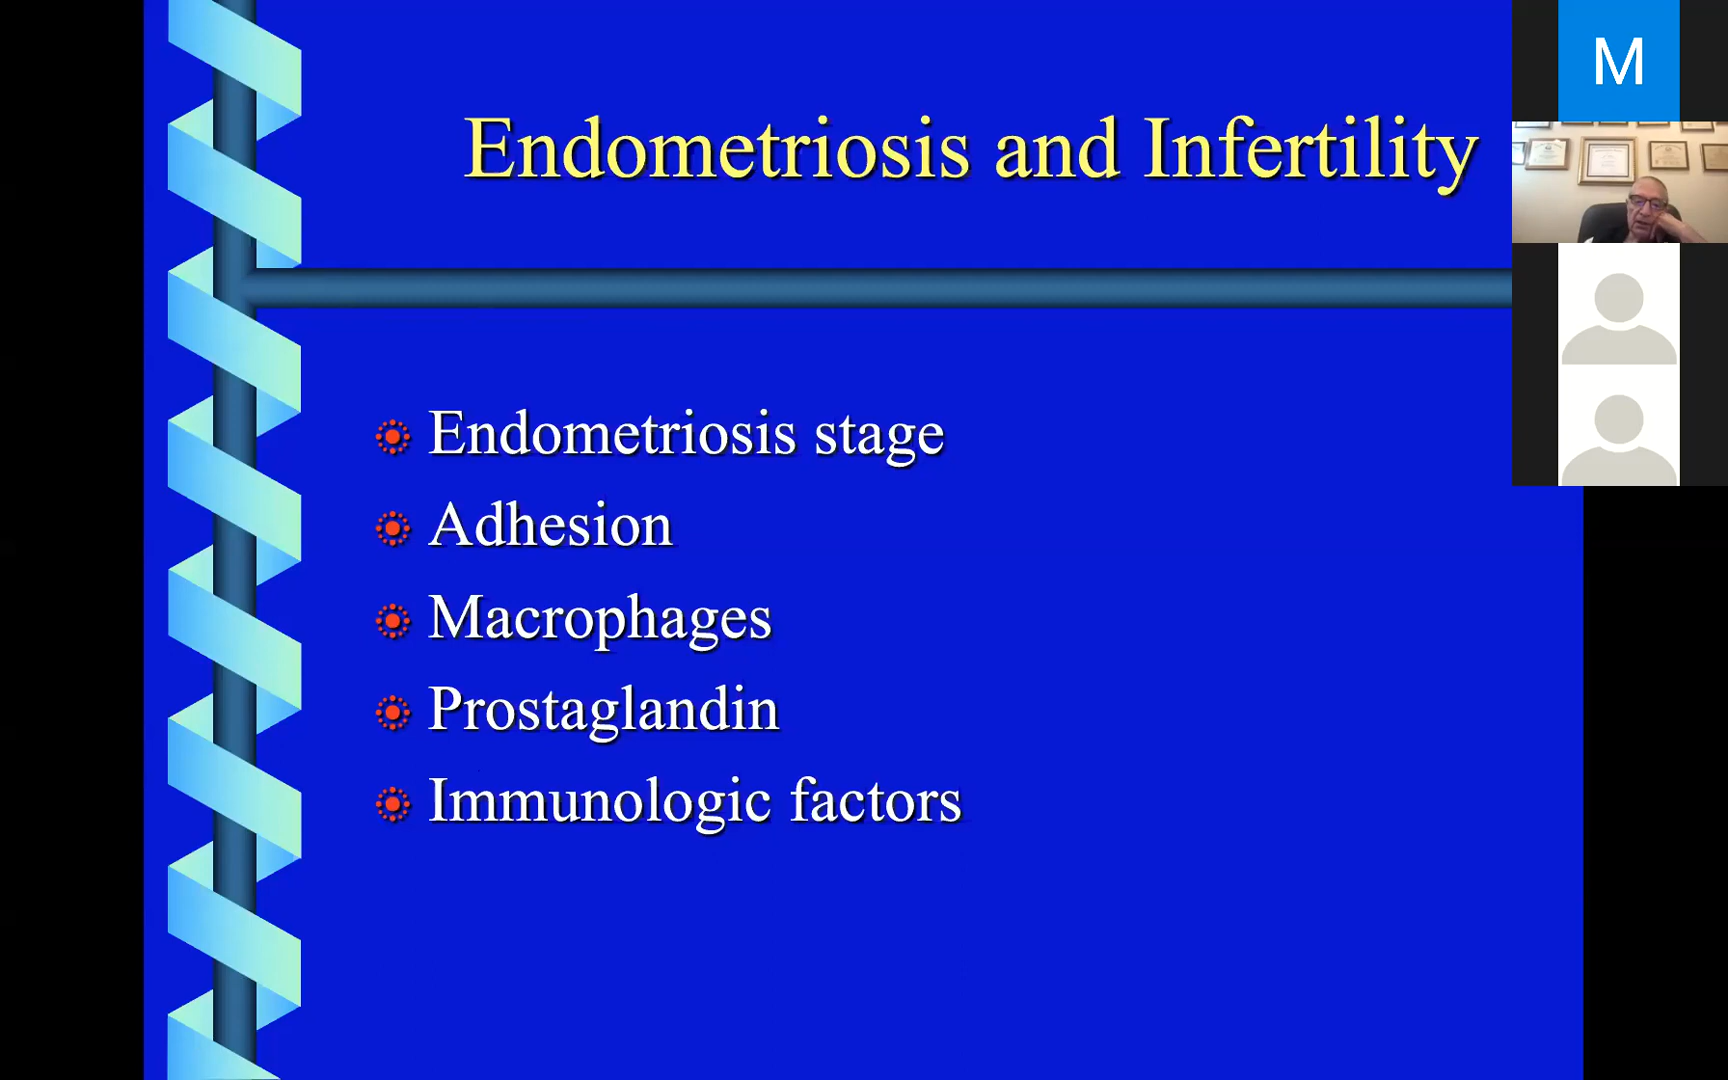 Endometriosis and Infertility
M
Endometriosis stage
Adhesion
Macrophages
Prostaglandin
Immunologic factors